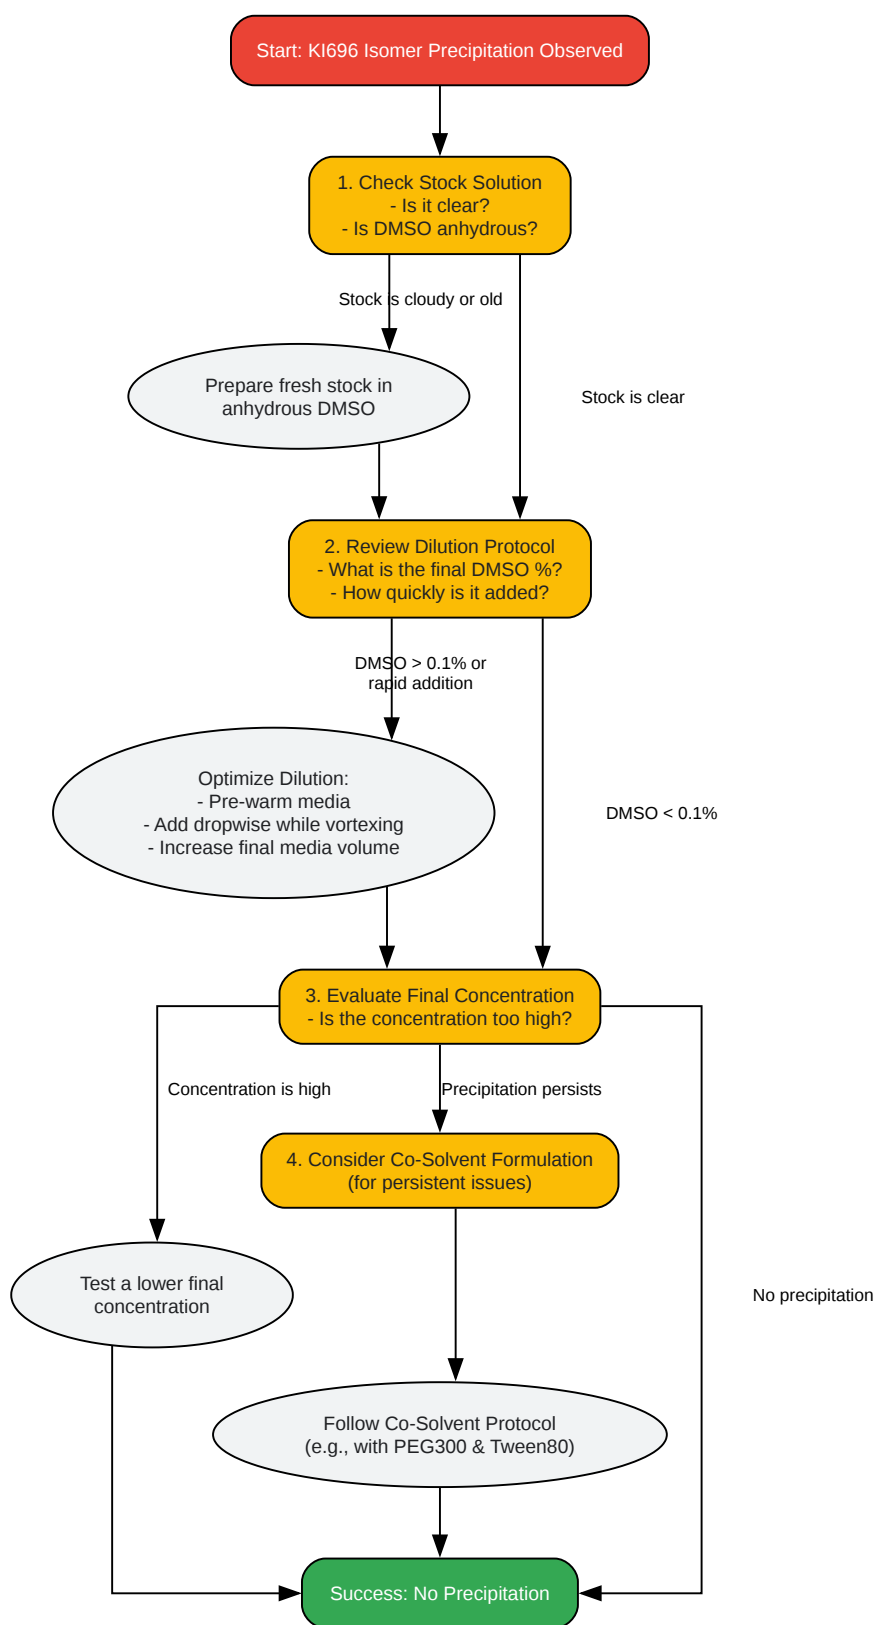 Start: KI696 Isomer Precipitation Observed
1. Check Stock Solution
- Is it clear?
- Is DMSO anhydrous?
Stock is cloudy or old
Prepare fresh stock in
anhydrous DMSO
Stock is clear
2. Review Dilution Protocol
- What is the final DMSO %?
- How quickly is it added?
DMSO > 0.1% or
rapid addition
Optimize Dilution:
- Pre-warm media
- Add dropwise while vortexing
- Increase final media volume
DMSO < 0.1%
3. Evaluate Final Concentration
- Is the concentration too high?
Concentration is high
Precipitation persists
4. Consider Co-Solvent Formulation
(for persistent issues)
Test a lower final
concentration
No precipitation
Follow Co-Solvent Protocol
(e.g., with PEG300 & Tween80)
Success: No Precipitation